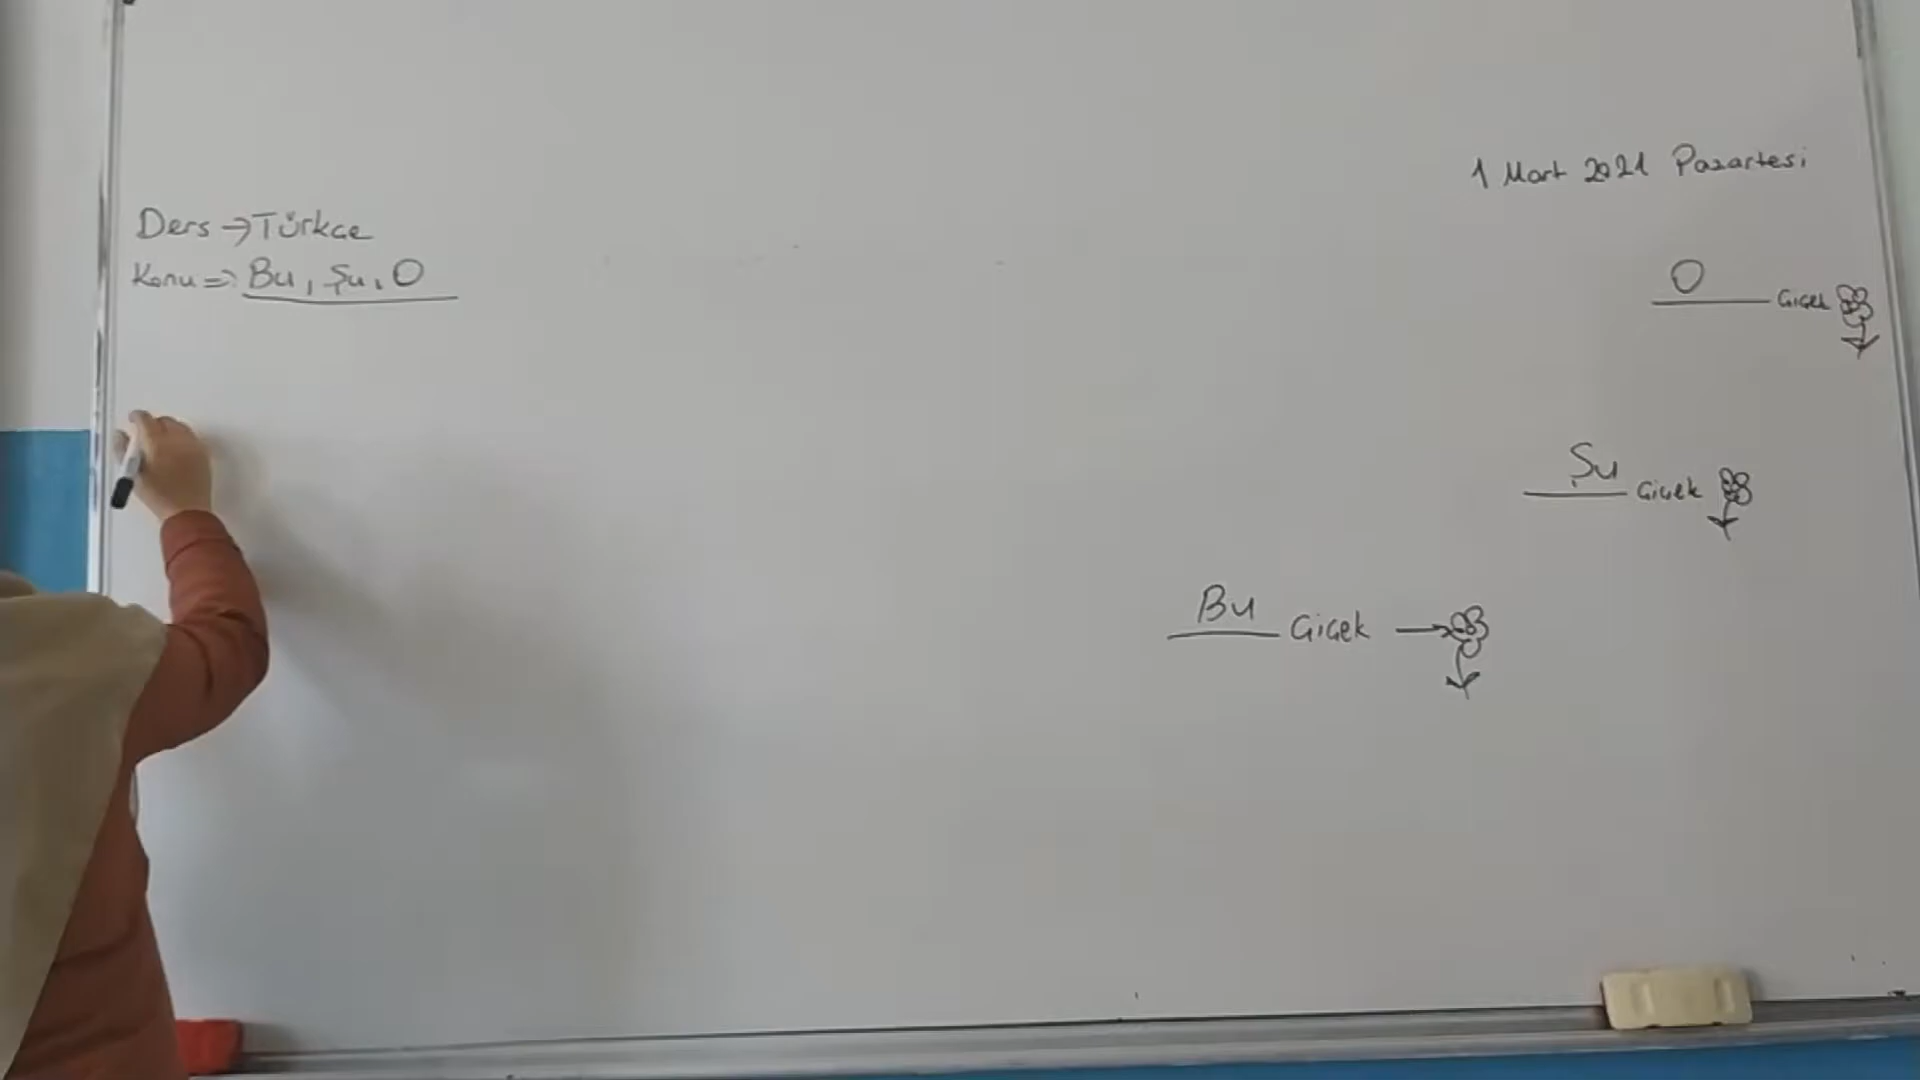 1 Mart 2021 Pazartesi
Ders → Türkçe
Konu ⇒ Bu, Şu, O
O Çiçek
Şu Çiçek
Bu Çiçek →